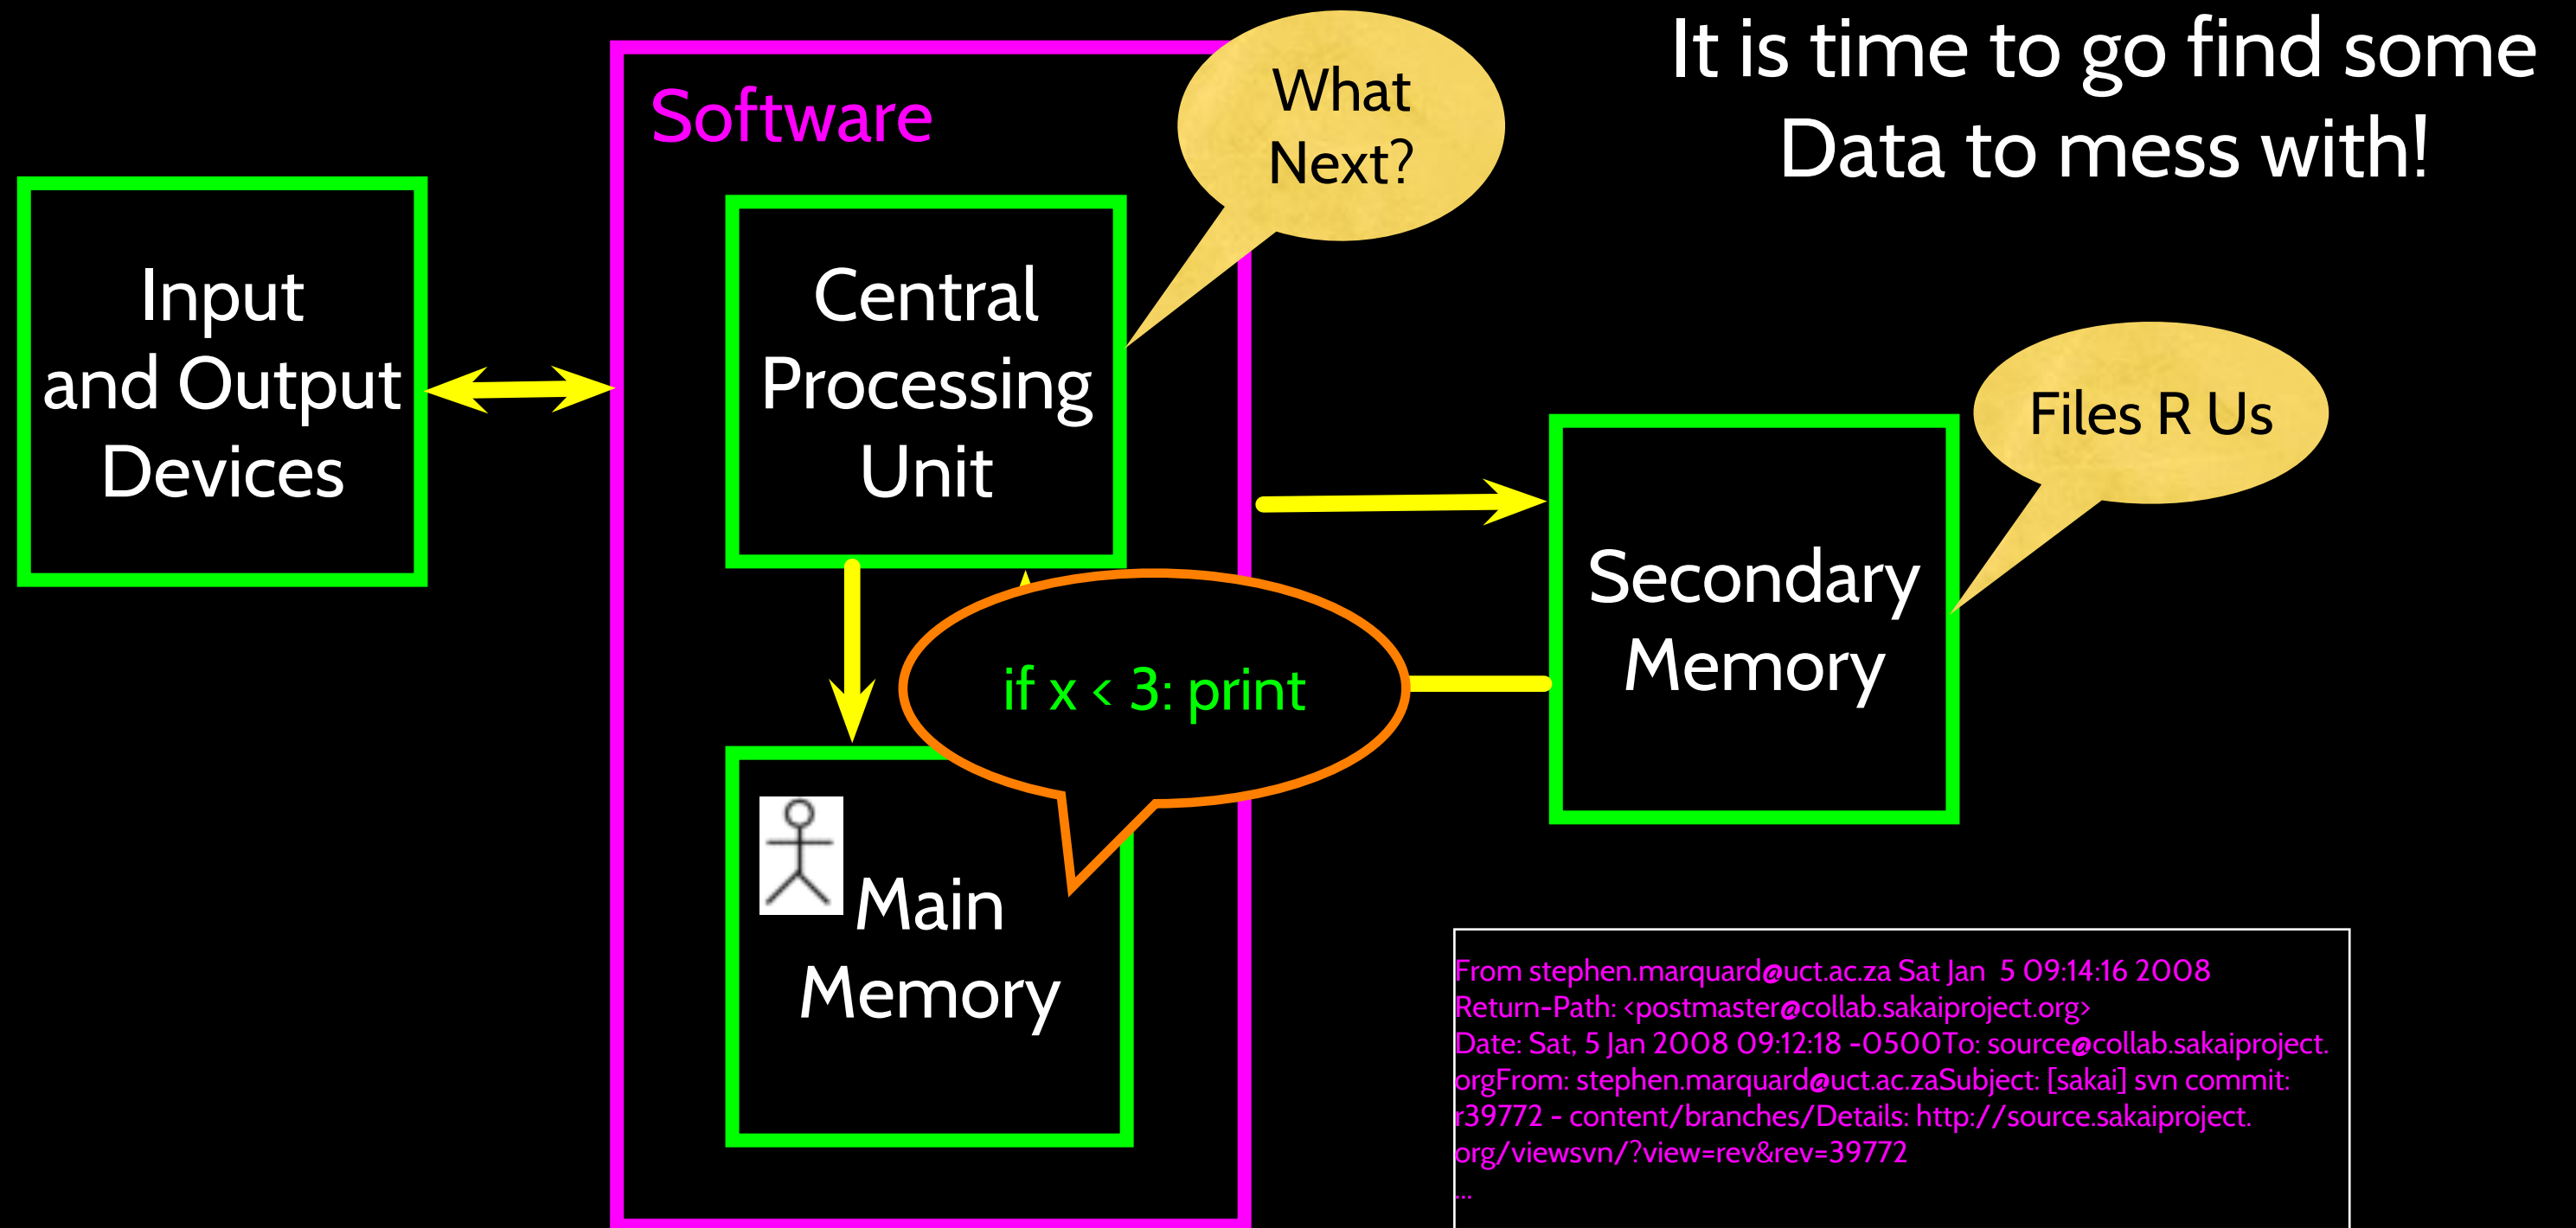 It is time to go find some
Data to mess with!
Software
What
Next?
Input
and Output
Devices
Central
Processing
Unit
Files R Us
Secondary
Memory
if x < 3: print
Main
Memory
From stephen.marquard@uct.ac.za Sat Jan  5 09:14:16 2008
Return-Path: <postmaster@collab.sakaiproject.org>
Date: Sat, 5 Jan 2008 09:12:18 -0500To: source@collab.sakaiproject.
orgFrom: stephen.marquard@uct.ac.zaSubject: [sakai] svn commit:
r39772 - content/branches/Details: http://source.sakaiproject.
org/viewsvn/?view=rev&rev=39772
...